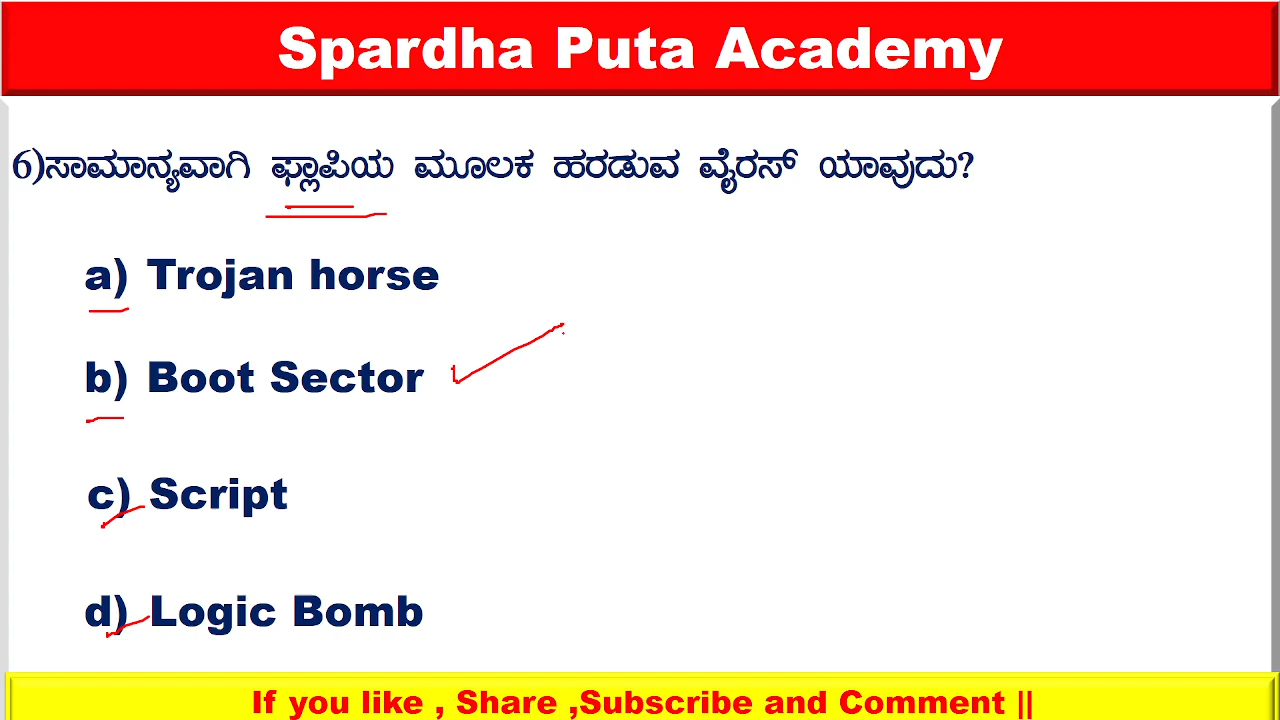 Spardha Puta Academy
6)ಸಾಮಾನ್ಯವಾಗಿ ಫ್ಲಾಪಿಯ ಮೂಲಕ ಹರಡುವ ವೈರಸ್ ಯಾವುದು?
a) Trojan horse
b) Boot Sector
c) Script
d) Logic Bomb
If you like , Share ,Subscribe and Comment ||